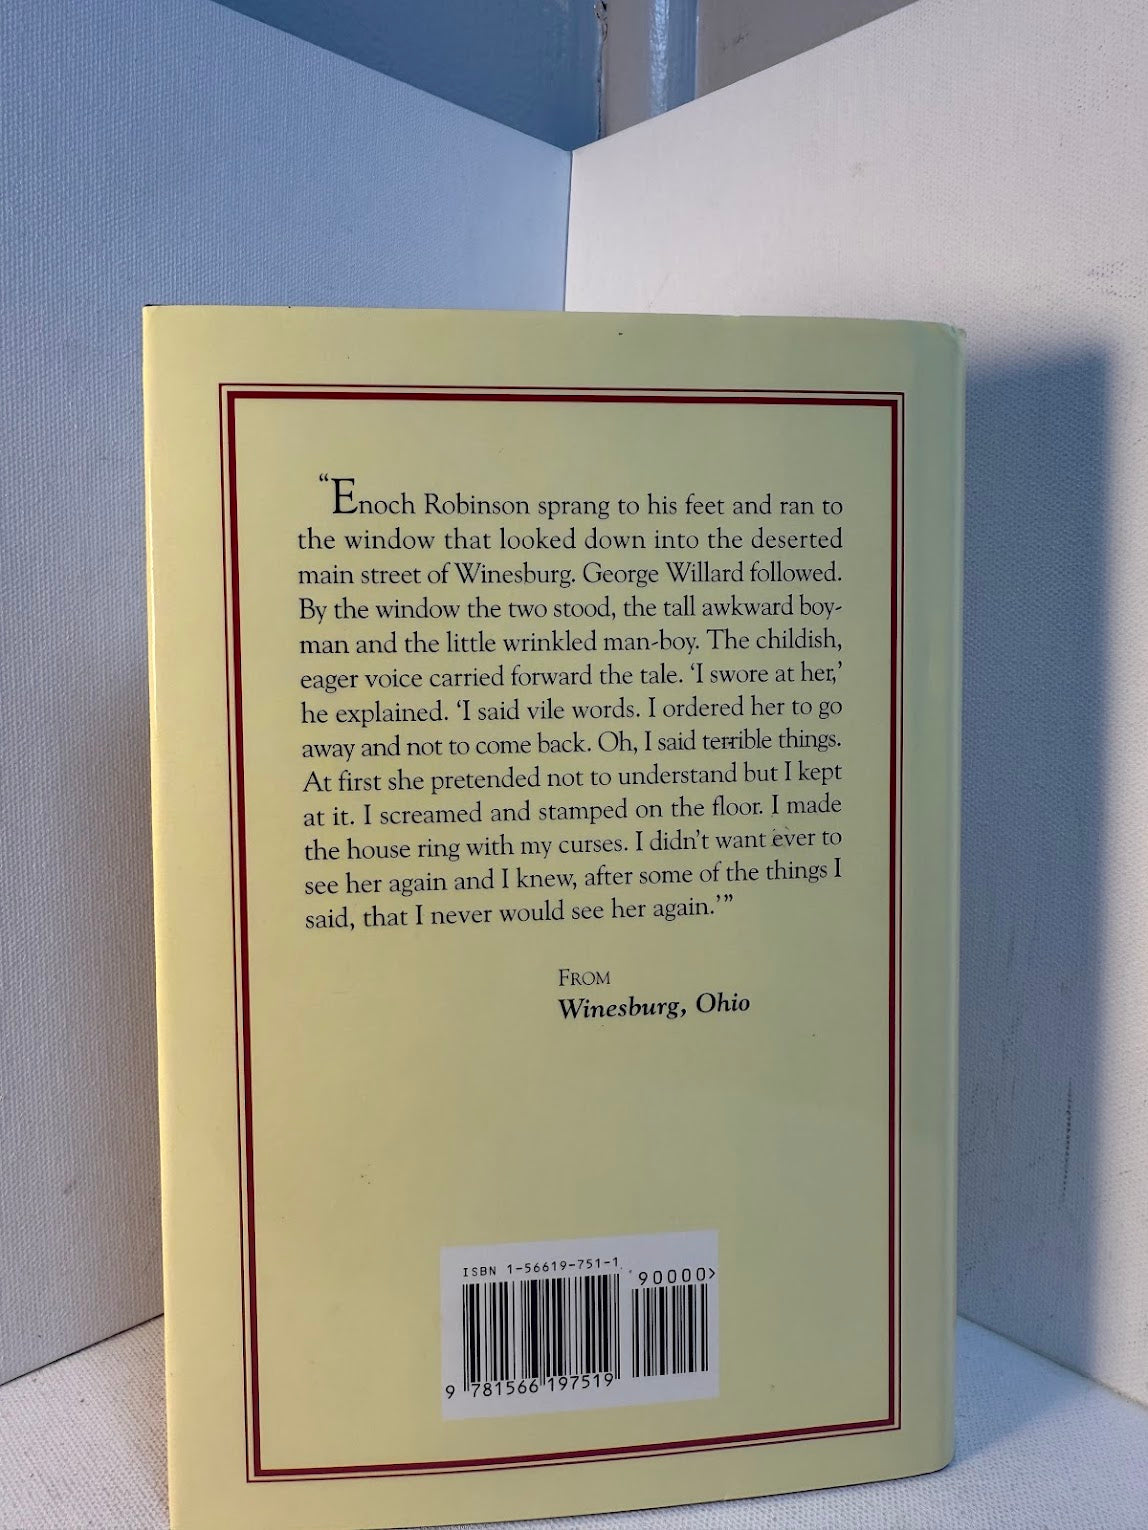 “Enoch Robinson sprang to his feet and ran to
the window that looked down into the deserted
main street of Winesburg. George Willard followed.
By the window the two stood, the tall awkward boy-
man and the little wrinkled man-boy. The childish,
eager voice carried forward the tale. ‘I swore at her,’
he explained. ‘I said vile words. I ordered her to go
away and not to come back. Oh, I said terrible things.
At first she pretended not to understand but I kept
at it. I screamed and stamped on the floor. I made
the house ring with my curses. I didn’t want ever to
see her again and I knew, after some of the things I
said, that I never would see her again.’”
FROM
Winesburg, Ohio
ISBN 1-56619-751-1
90000>
9 781566 197519